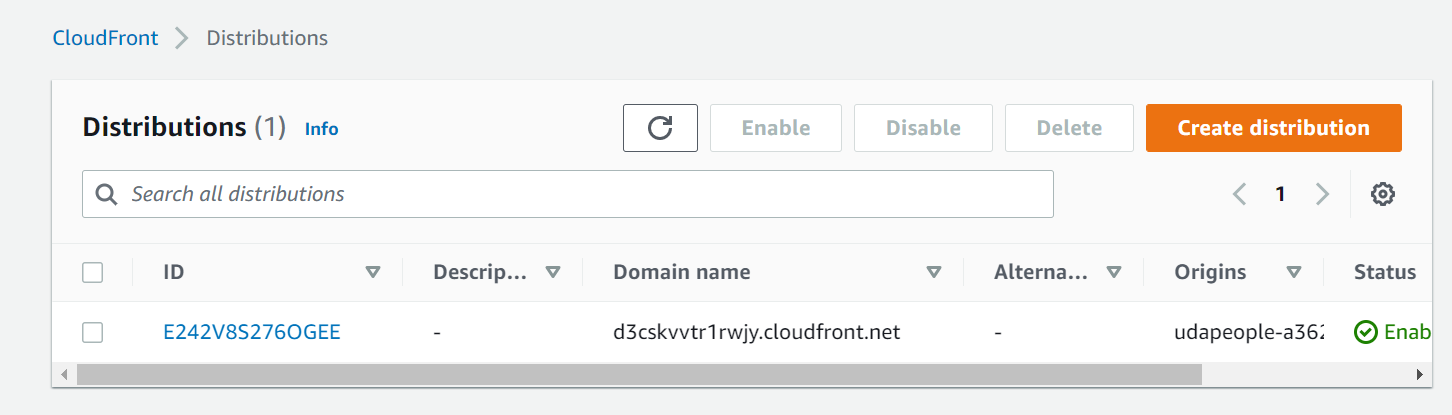 CloudFront Distributions
Distributions (1) Info Enable Disable Delete Create distribution
Search all distributions 1
ID Descrip... Domain name Alterna... Origins Status
E242V8S276OGEE - d3cskvvtr1rwjy.cloudfront.net - udapeople-a362 Enab